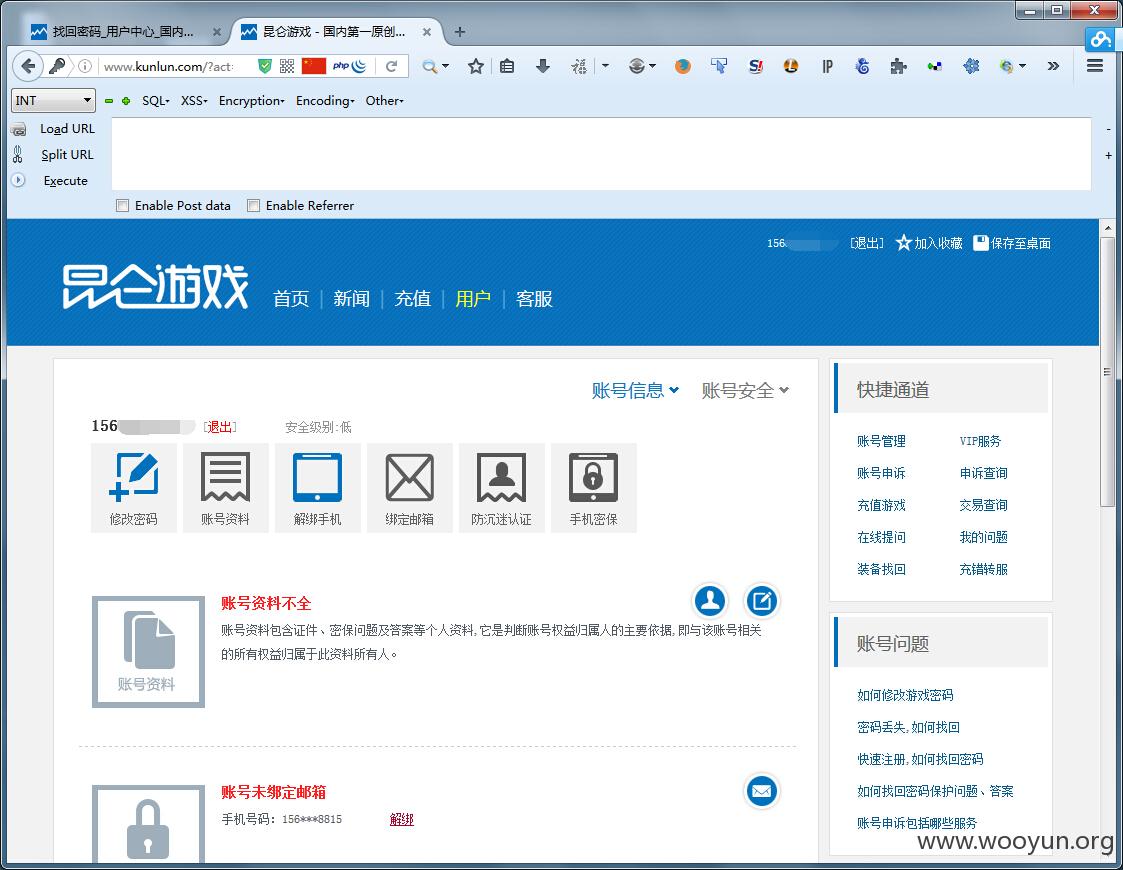 找回密码_用户中心_国内...
昆仑游戏 - 国内第一原创...
www.kunlun.com/?act=
php
S!
IP
INT
SQL
XSS
Encryption
Encoding
Other
Load URL
Split URL
Execute
Enable Post data
Enable Referrer
156
[退出]
加入收藏
保存至桌面
昆仑游戏
首页
新闻
充值
用户
客服
账号信息
账号安全
156
[退出]
安全级别:低
修改密码
账号资料
解绑手机
绑定邮箱
防沉迷认证
手机密保
账号资料
账号资料不全
账号资料包含证件、密保问题及答案等个人资料,它是判断账号权益归属人的主要依据,即与该账号相关
的所有权益归属于此资料所有人。
账号未绑定邮箱
手机号码：156***8815
解绑
快捷通道
账号管理
VIP服务
账号申诉
申诉查询
充值游戏
交易查询
在线提问
我的问题
装备找回
充错转服
账号问题
如何修改游戏密码
密码丢失,如何找回
快速注册,如何找回密码
如何找回密码保护问题、答案
账号申诉包括哪些服务
www.wooyun.org